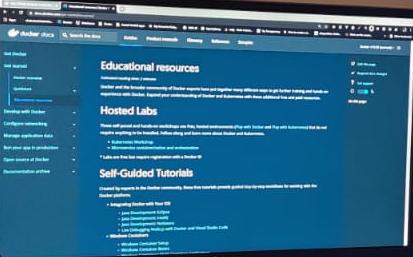 docker docs
Search the docs
Guides
Product manuals
Glossary
Reference
Samples
Get Docker
Get started
Docker overview
Quickstart
Educational resources
Develop with Docker
Configure networking
Manage application data
Run your app in production
Open source at Docker
Documentation archive
Educational resources
Estimated reading time: 2 minutes
Docker and the broader community of Docker experts have put together many different ways to get further training and hands-on
experience with Docker. Expand your understanding of Docker and Kubernetes with these additional free and paid resources.
Hosted Labs
These self-paced and hands-on workshops use free, hosted environments (Play with Docker and Play with Kubernetes) that do not
require anything to be installed. Follow along and learn more about Docker and Kubernetes.
• Kubernetes Workshop
• Microservice containerization and orchestration
* Labs are free but require registration with a Docker ID
Self-Guided Tutorials
Created by experts in the Docker community, these free tutorials provide guided step-by-step workflows for working with the
Docker platform.
• Integrating Docker with Your IDE
• Java Development: Eclipse
• Java Development: IntelliJ
• Java Development: Netbeans
• Live Debugging Node.js with Docker and Visual Studio Code
• Windows Containers
• Windows Container Setup
• Windows Container Basics
Edit this page
Request docs changes
Get support
On this page: